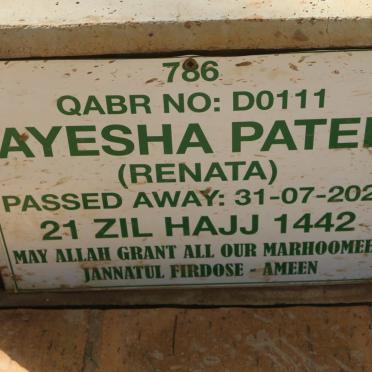 786
QABR NO: D0111
AYESHA PATE
(RENATA)
PASSED AWAY: 31-07-202
21 ZIL HAJJ 1442
MAY ALLAH GRANT ALL OUR MARHOOMEE
JANNATUL FIRDOSE - AMEEN